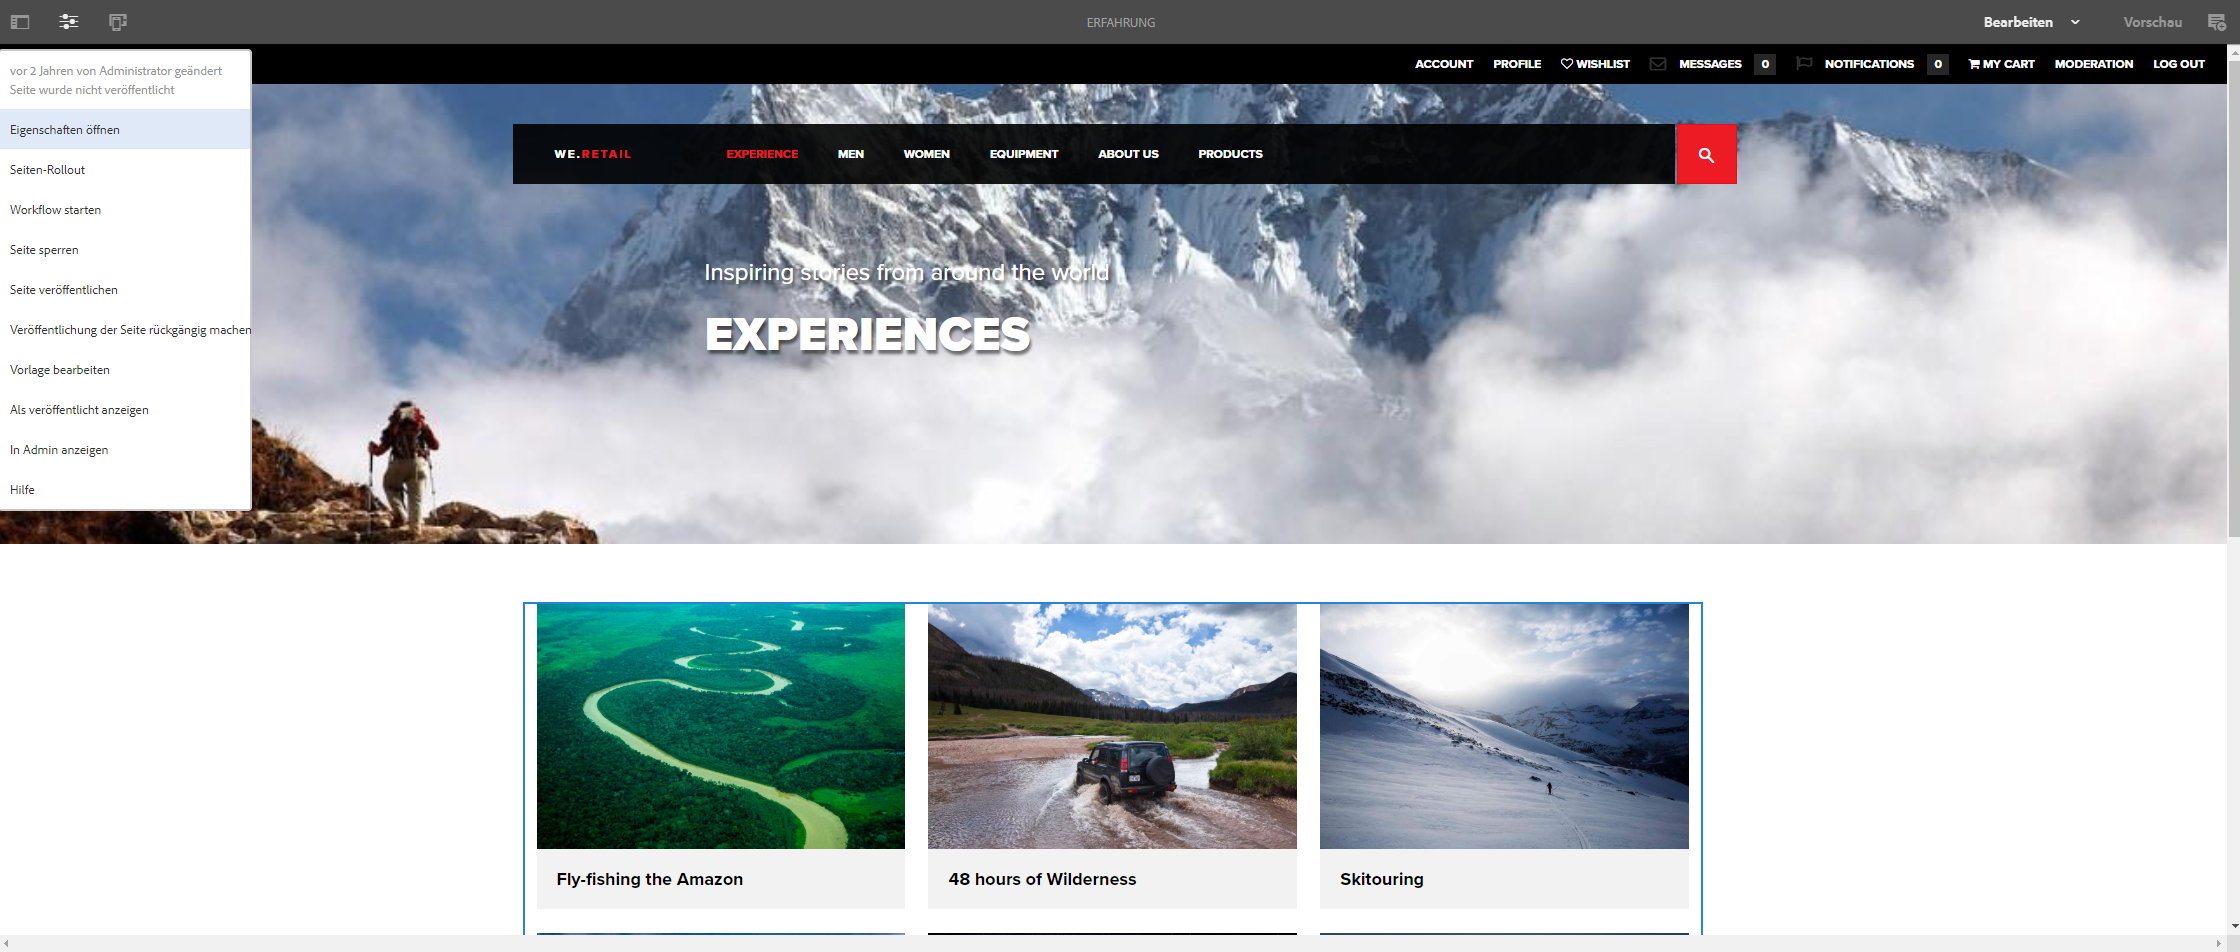 ERFAHRUNG
Bearbeiten
Vorschau
vor 2 Jahren von Administrator geändert
Seite wurde nicht veröffentlicht
Eigenschaften öffnen
Seiten-Rollout
Workflow starten
Seite sperren
Seite veröffentlichen
Veröffentlichung der Seite rückgängig machen
Vorlage bearbeiten
Als veröffentlicht anzeigen
In Admin anzeigen
Hilfe
ACCOUNT PROFILE WISHLIST MESSAGES 0 NOTIFICATIONS 0 MY CART MODERATION LOG OUT
WE.RETAIL EXPERIENCE MEN WOMEN EQUIPMENT ABOUT US PRODUCTS
Inspiring stories from around the world
EXPERIENCES
Fly-fishing the Amazon
48 hours of Wilderness
Skitouring